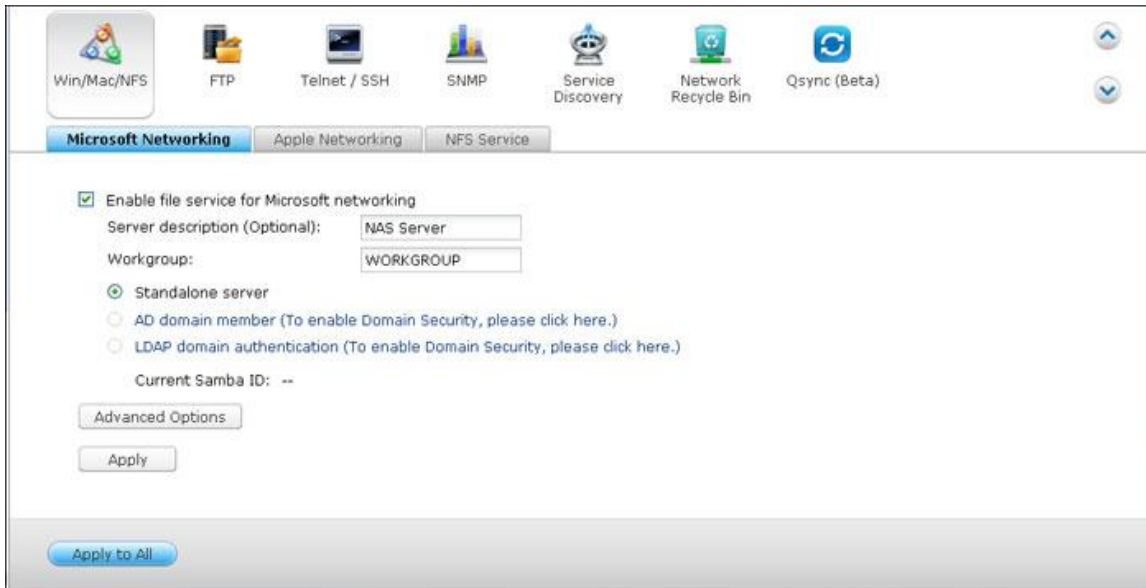 Win/Mac/NFS
FTP
Telnet / SSH
SNMP
Service
Discovery
Network
Recycle Bin
Qsync (Beta)
Microsoft Networking
Apple Networking
NFS Service
Enable file service for Microsoft networking
Server description (Optional): NAS Server
Workgroup: WORKGROUP
Standalone server
AD domain member (To enable Domain Security, please click here.)
LDAP domain authentication (To enable Domain Security, please click here.)
Current Samba ID: --
Advanced Options
Apply
Apply to All